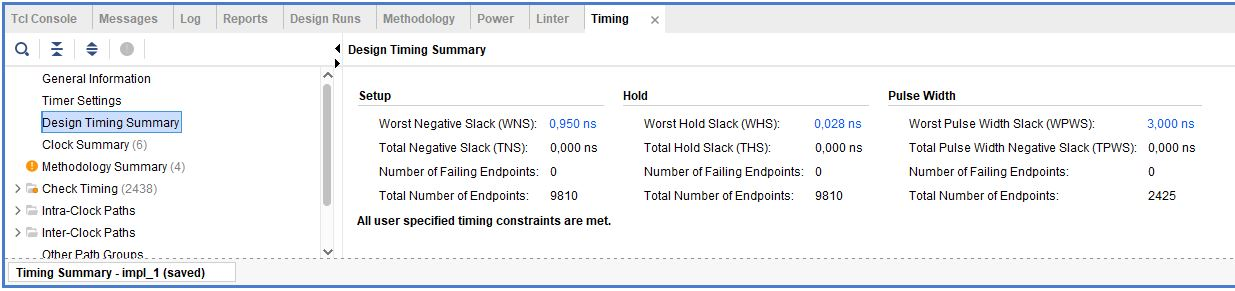 Tcl Console Messages Log Reports Design Runs Methodology Power Linter Timing
Design Timing Summary
General Information
Timer Settings
Design Timing Summary
Clock Summary (6)
Methodology Summary (4)
Check Timing (2438)
Intra-Clock Paths
Inter-Clock Paths
Other Path Groups
Setup Hold Pulse Width
Worst Negative Slack (WNS): 0,950 ns Worst Hold Slack (WHS): 0,028 ns Worst Pulse Width Slack (WPWS): 3,000 ns
Total Negative Slack (TNS): 0,000 ns Total Hold Slack (THS): 0,000 ns Total Pulse Width Negative Slack (TPWS): 0,000 ns
Number of Failing Endpoints: 0 Number of Failing Endpoints: 0 Number of Failing Endpoints: 0
Total Number of Endpoints: 9810 Total Number of Endpoints: 9810 Total Number of Endpoints: 2425
All user specified timing constraints are met.
Timing Summary - impl_1 (saved)